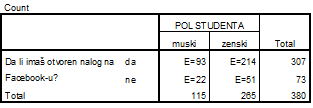 Count
POL STUDENTA
muski zenski Total
Da li imaš otvoren nalog na da E=93 E=214 307
Facebook-u? ne E=22 E=51 73
Total 115 265 380